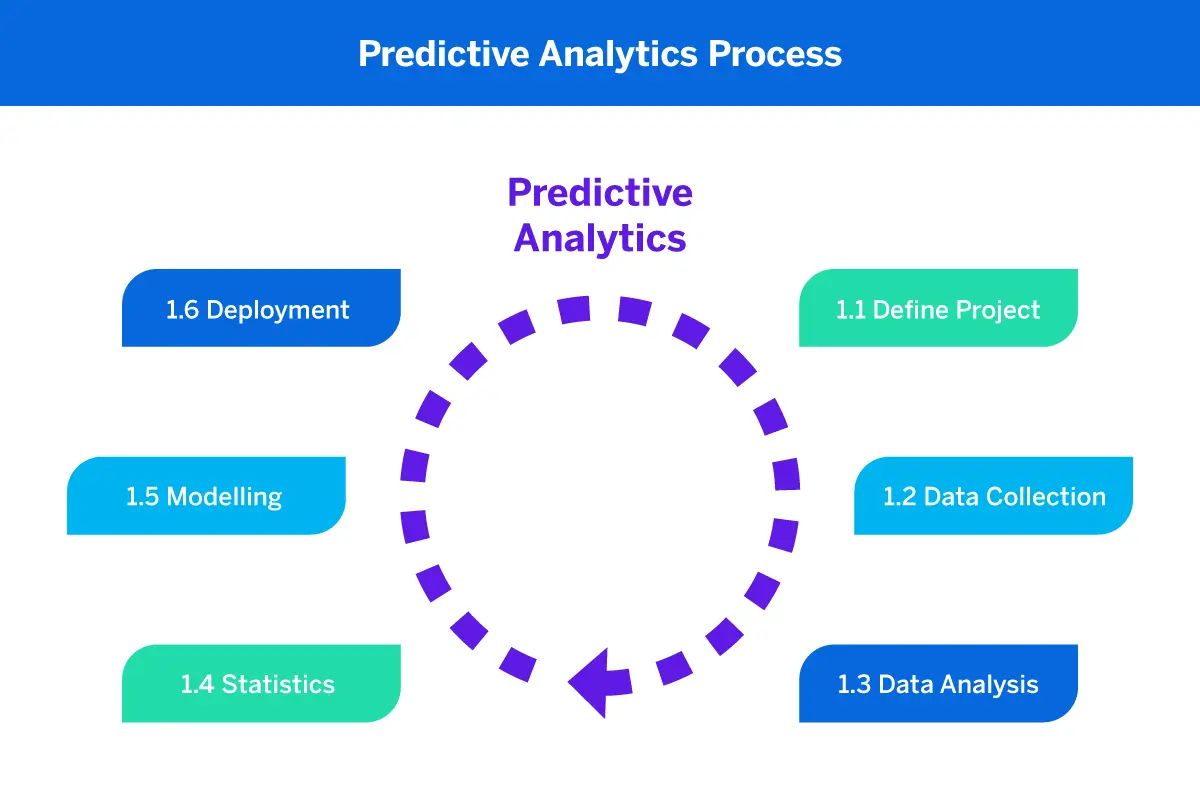 Predictive Analytics Process
Predictive
Analytics
1.6 Deployment
1.1 Define Project
1.5 Modelling
1.2 Data Collection
1.4 Statistics
1.3 Data Analysis